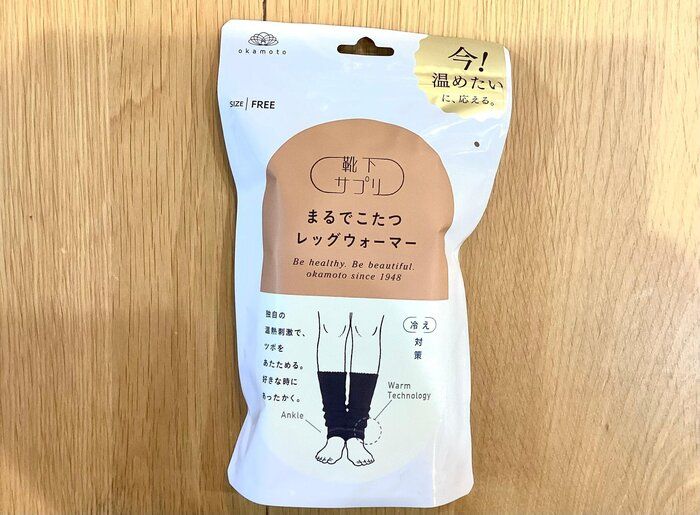 okamoto
今!
温めたい
に、応える。
SIZE | FREE
靴下
サプリ
まるでこたつ
レッグウォーマー
Be healthy. Be beautiful.
okamoto since 1948
独自の
温熱刺激で、
ツボを
あたためる。
好きな時に
あったかく。
冷え
対策
Warm
Technology
Ankle